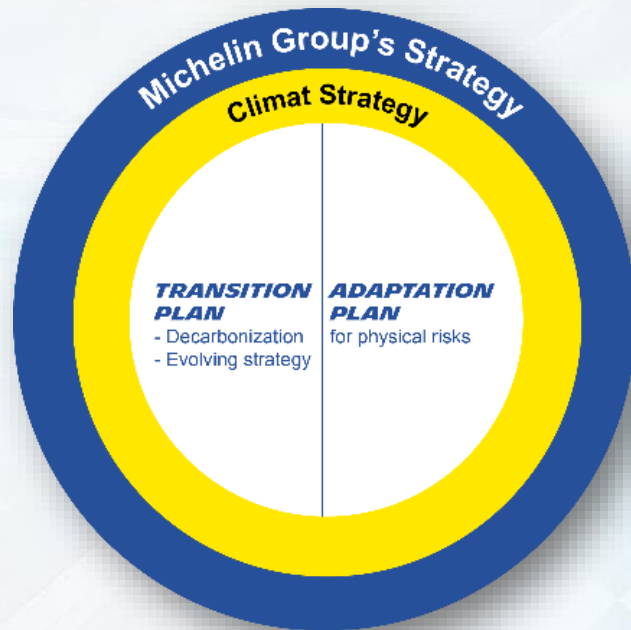 Michelin Group's Strategy
Climat Strategy
TRANSITION
PLAN
- Decarbonization
- Evolving strategy
ADAPTATION
PLAN
for physical risks